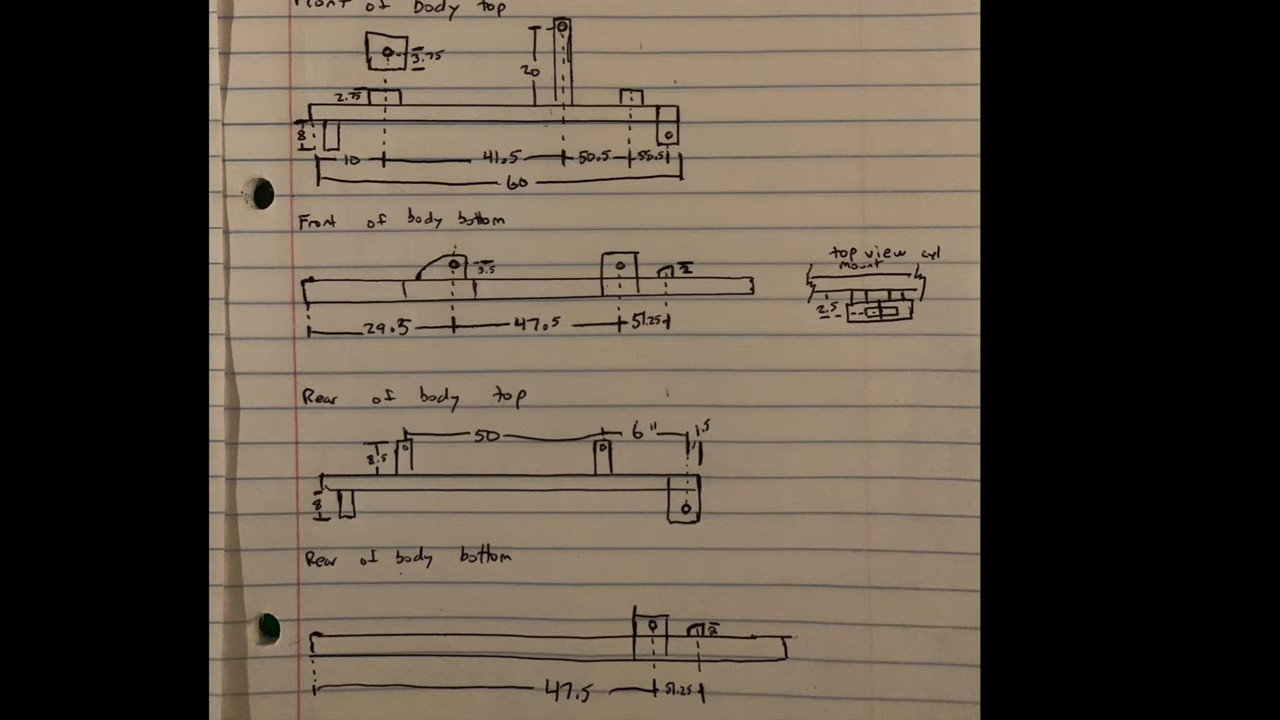 Front of body top
3.75
20
2.75
8
10 41.5 50.5 58.5
60
Front of body bottom
3.5 2
29.5 47.5 51.25
top view cyl
mount
2.5
Rear of body top
50 6" 1.5
8.5
8
Rear of body bottom
2
47.5 51.25